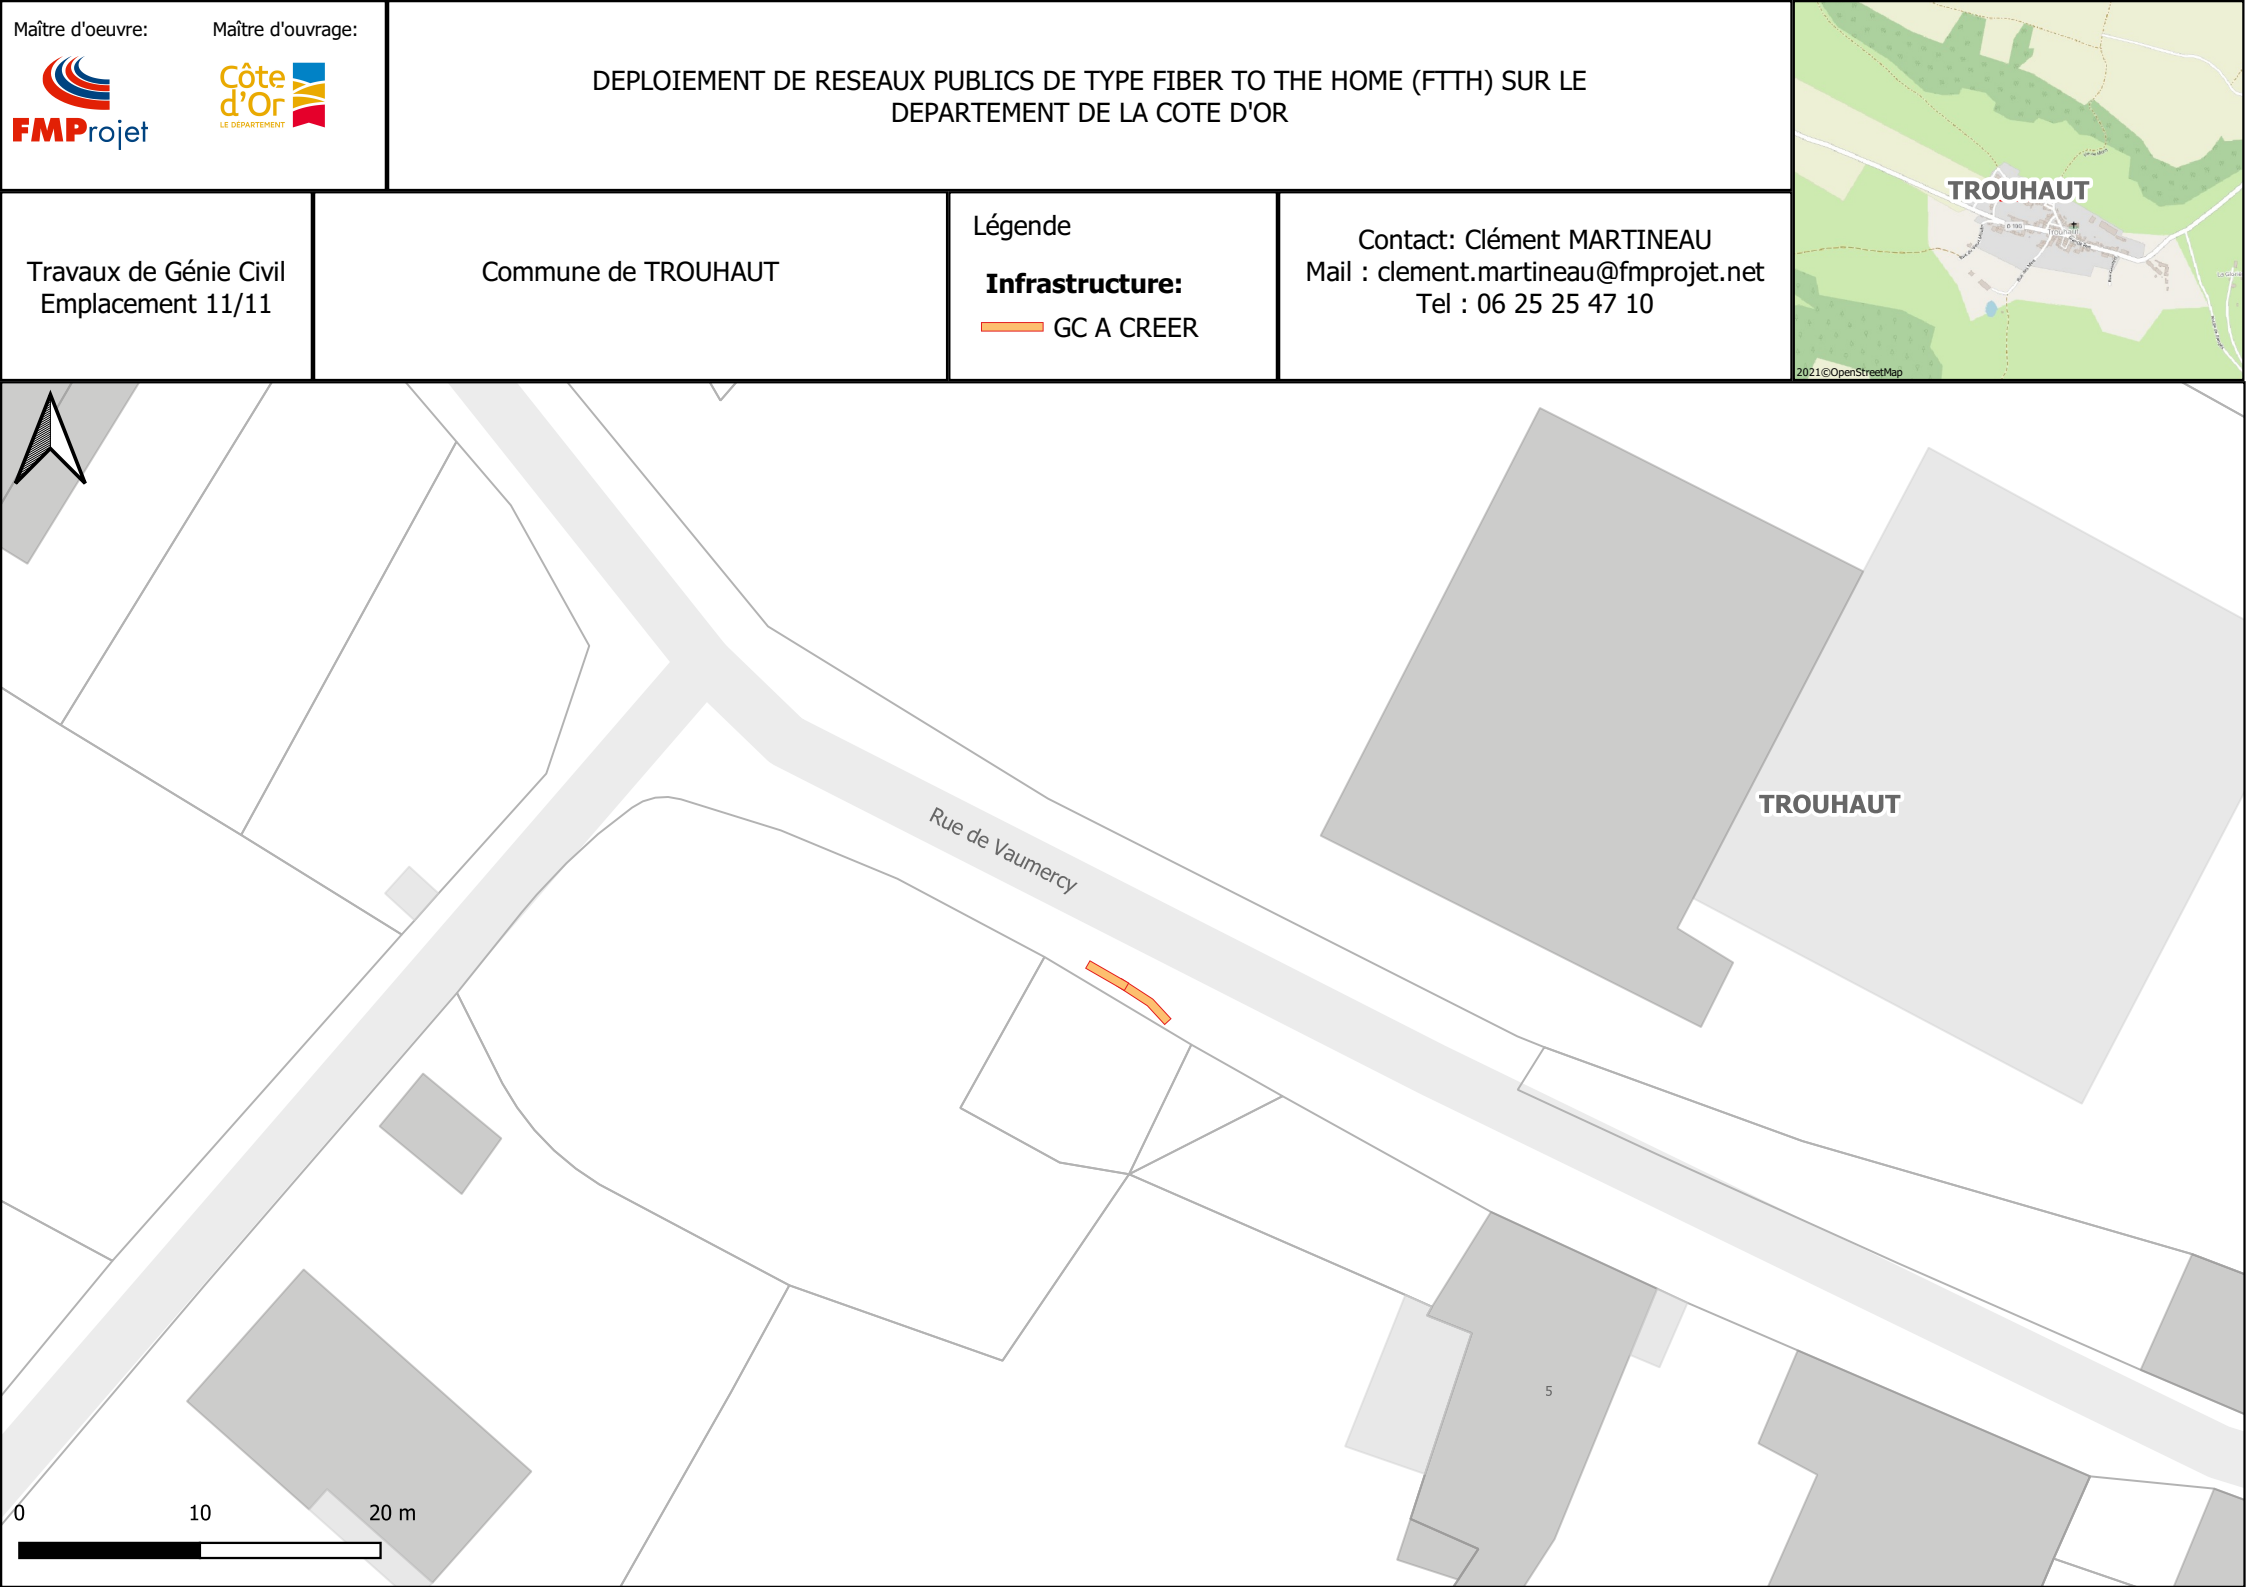 Maître d'oeuvre:
Maître d'ouvrage:
FMProjet
Côte
d'Or
LE DÉPARTEMENT
DEPLOIEMENT DE RESEAUX PUBLICS DE TYPE FIBER TO THE HOME (FTTH) SUR LE
DEPARTEMENT DE LA COTE D'OR
Travaux de Génie Civil
Emplacement 11/11
Commune de TROUHAUT
Légende
Infrastructure:
GC A CREER
Contact: Clément MARTINEAU
Mail : clement.martineau@fmprojet.net
Tel : 06 25 25 47 10
TROUHAUT
D 10G
Trouhaut
2021©OpenStreetMap
Rue de Vaumercy
TROUHAUT
5
0
10
20 m